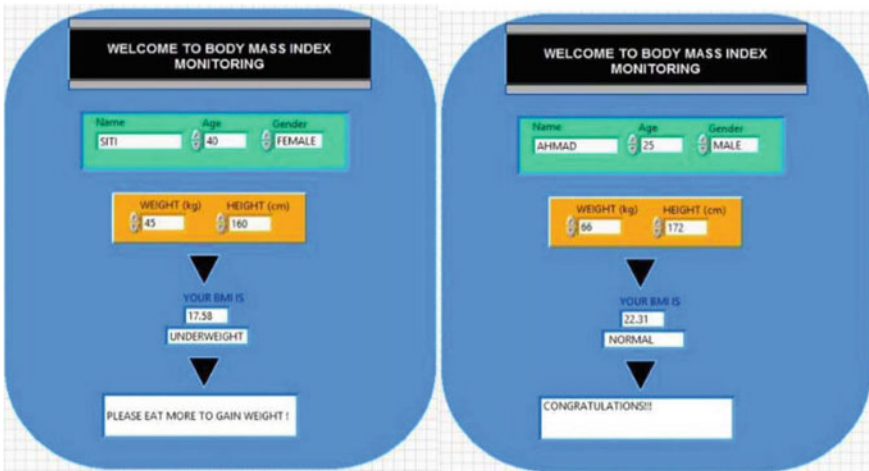 WELCOME TO BODY MASS INDEX
MONITORING
Name Age Gender
SITI 40 FEMALE
WEIGHT (kg) HEIGHT (cm)
45 160
YOUR BMI IS
17.58
UNDERWEIGHT
PLEASE EAT MORE TO GAIN WEIGHT !
WELCOME TO BODY MASS INDEX
MONITORING
Name Age Gender
AHMAD 25 MALE
WEIGHT (kg) HEIGHT (cm)
66 172
YOUR BMI IS
22.31
NORMAL
CONGRATULATIONS!!!